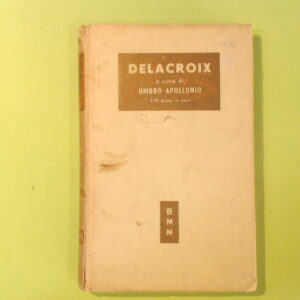 DELACROIX
a cura di
UMBRO APOLLONIO
B
M
M